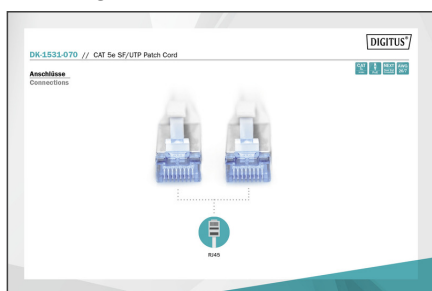 DIGITUS®
DK-1531-070 // CAT 5e SF/UTP Patch Cord
Anschlüsse
Connections
RJ45